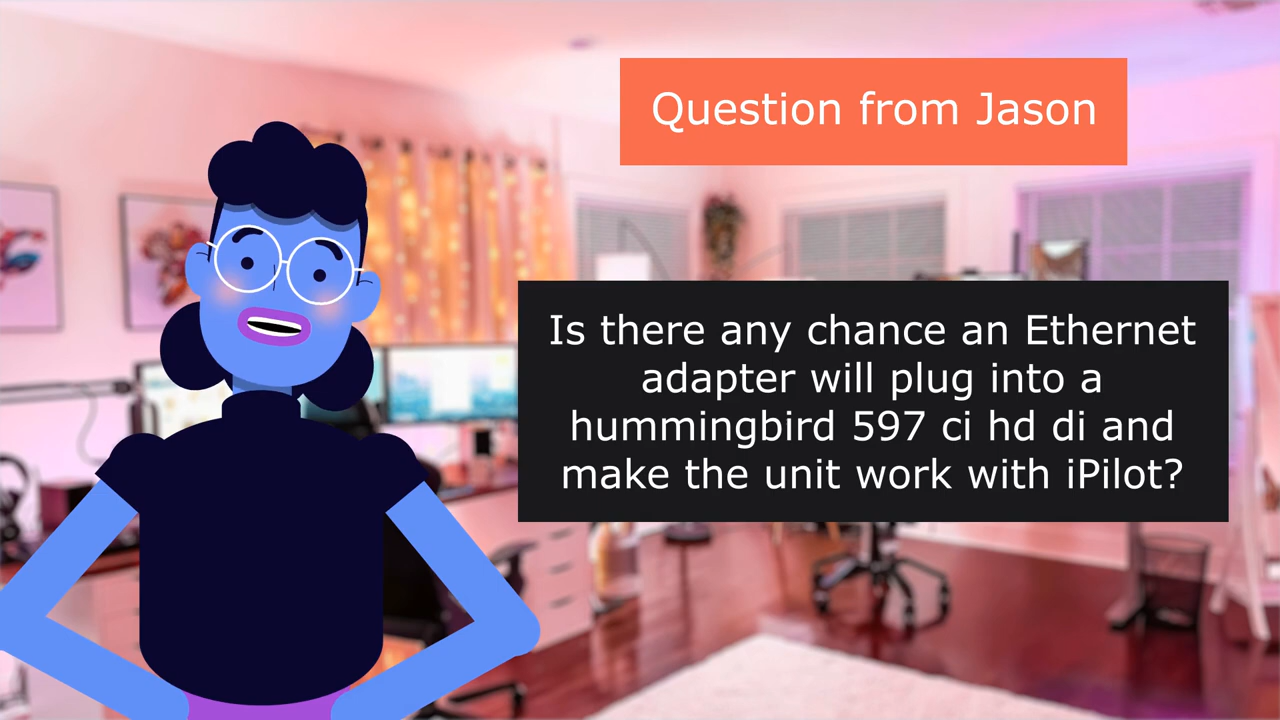 Question from Jason
Is there any chance an Ethernet
adapter will plug into a
hummingbird 597 ci hd di and
make the unit work with iPilot?